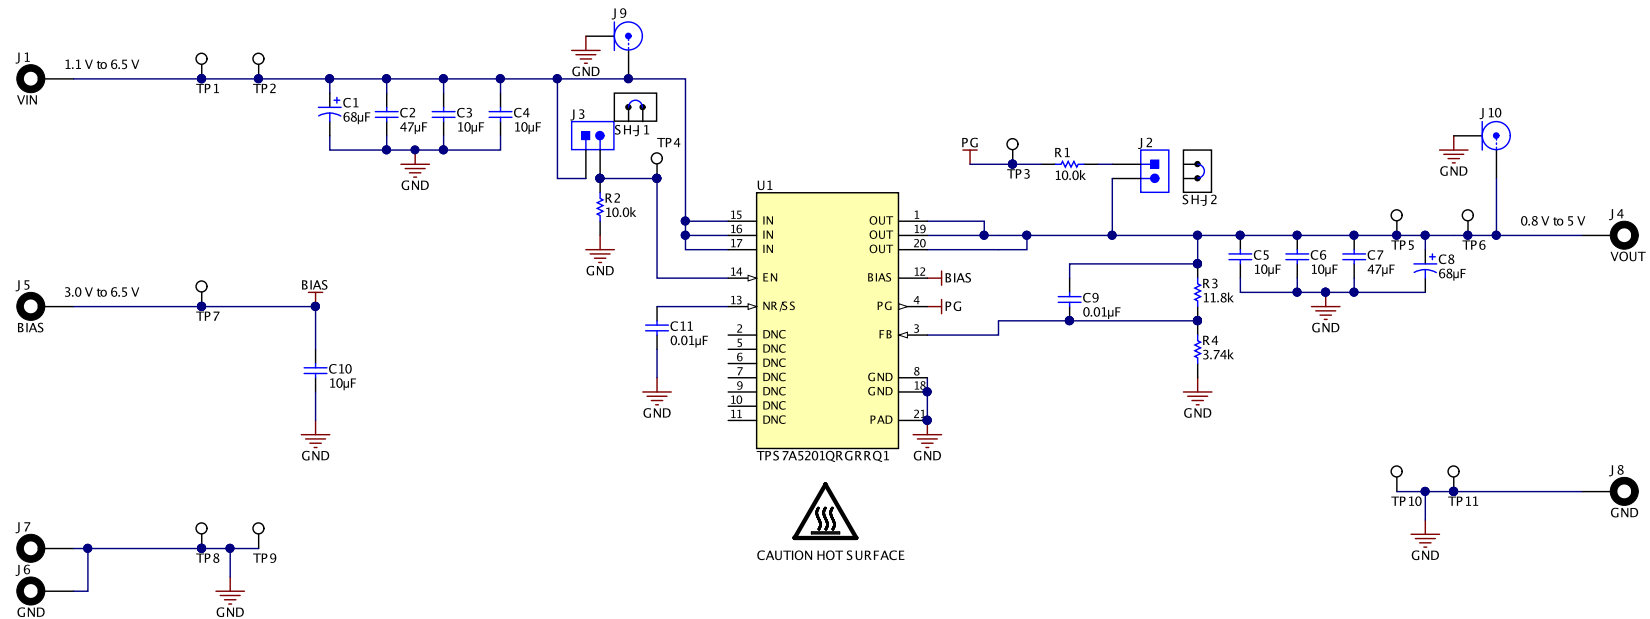 J1
VIN
1.1 V to 6.5 V
TP1
TP2
C1
68µF
C2
47µF
C3
10µF
C4
10µF
GND
J9
GND
J3
SH-J1
TP4
R2
10.0k
GND
J5
BIAS
3.0 V to 6.5 V
TP7
BIAS
C10
10µF
GND
C11
0.01µF
GND
U1
15 IN
16 IN
17 IN
14 EN
13 NR/SS
2 DNC
5 DNC
6 DNC
7 DNC
9 DNC
10 DNC
11 DNC
OUT 1
OUT 19
OUT 20
BIAS 12 BIAS
PG 4 PG
FB 3
GND 8
GND 18
PAD 21
TPS7A5201QRGRRQ1
GND
CAUTION HOT SURFACE
PG
TP3
R1
10.0k
J2
SH-J2
C9
0.01µF
R3
11.8k
R4
3.74k
GND
C5
10µF
C6
10µF
C7
47µF
C8
68µF
GND
TP5
TP6
J10
GND
0.8 V to 5 V
J4
VOUT
J7
J6
GND
TP8
TP9
GND
TP10
TP11
GND
J8
GND